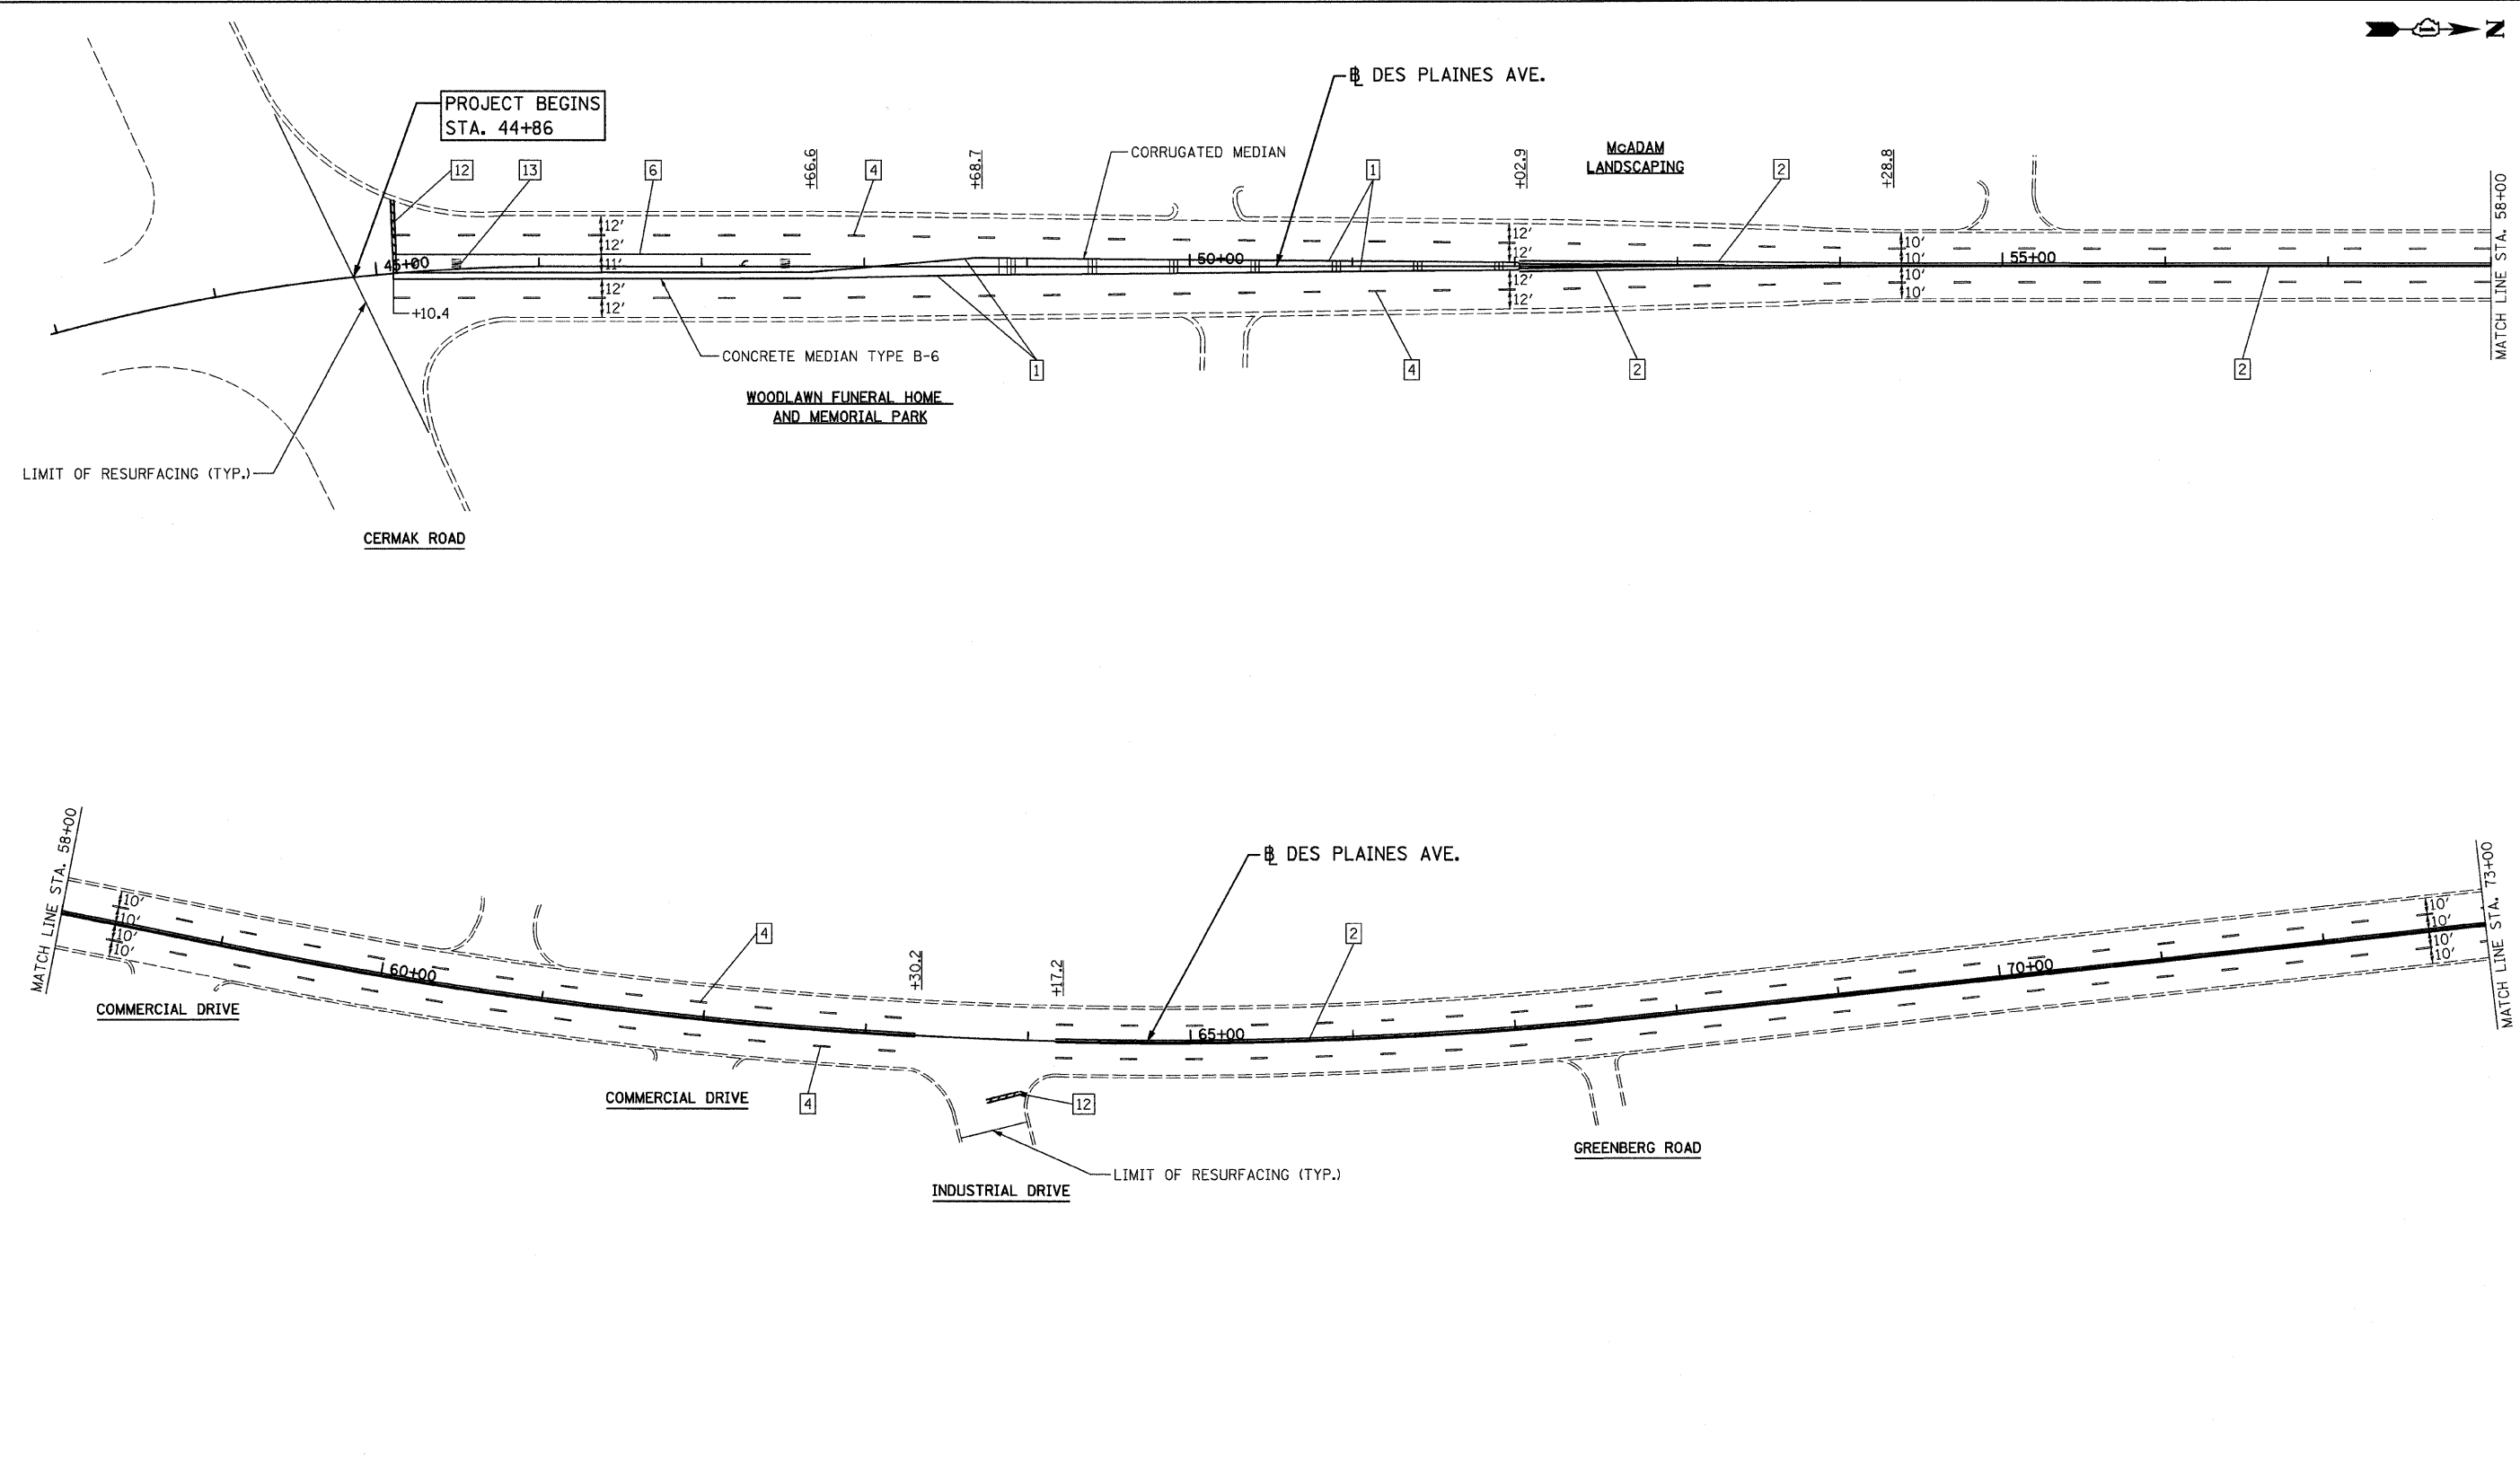 N
℄ DES PLAINES AVE.
PROJECT BEGINS
STA. 44+86
CORRUGATED MEDIAN
McADAM
LANDSCAPING
12
13
6
+66.6
4
+68.7
1
+02.9
2
+28.8
MATCH LINE STA. 58+00
12'
12'
11'
12'
12'
12'
12'
12'
12'
10'
10'
10'
10'
45+00
50+00
55+00
+10.4
CONCRETE MEDIAN TYPE B-6
1
4
2
2
WOODLAWN FUNERAL HOME
AND MEMORIAL PARK
LIMIT OF RESURFACING (TYP.)
CERMAK ROAD
MATCH LINE STA. 58+00
10'
10'
10'
10'
60+00
4
+30.2
+17.2
℄ DES PLAINES AVE.
2
65+00
70+00
10'
10'
10'
10'
MATCH LINE STA. 73+00
COMMERCIAL DRIVE
COMMERCIAL DRIVE
4
12
GREENBERG ROAD
LIMIT OF RESURFACING (TYP.)
INDUSTRIAL DRIVE